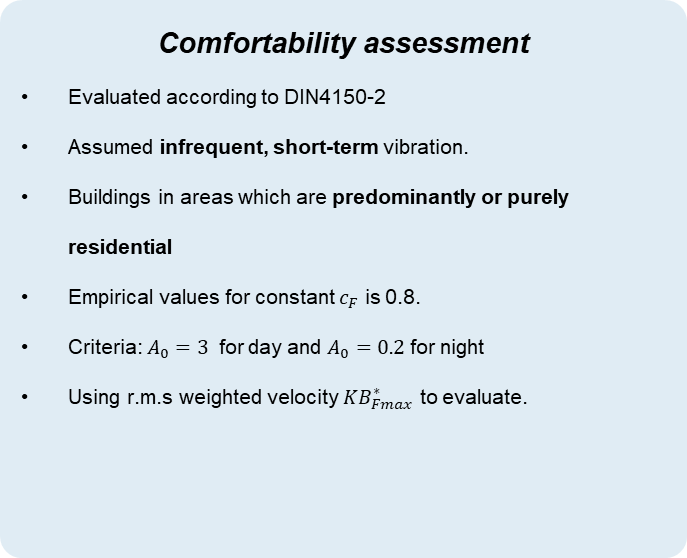 Comfortability assessment
• Evaluated according to DIN4150-2
• Assumed infrequent, short-term vibration.
• Buildings in areas which are predominantly or purely
residential
• Empirical values for constant c_F is 0.8.
• Criteria: A_0 = 3 for day and A_0 = 0.2 for night
• Using r.m.s weighted velocity KB^*_{Fmax} to evaluate.